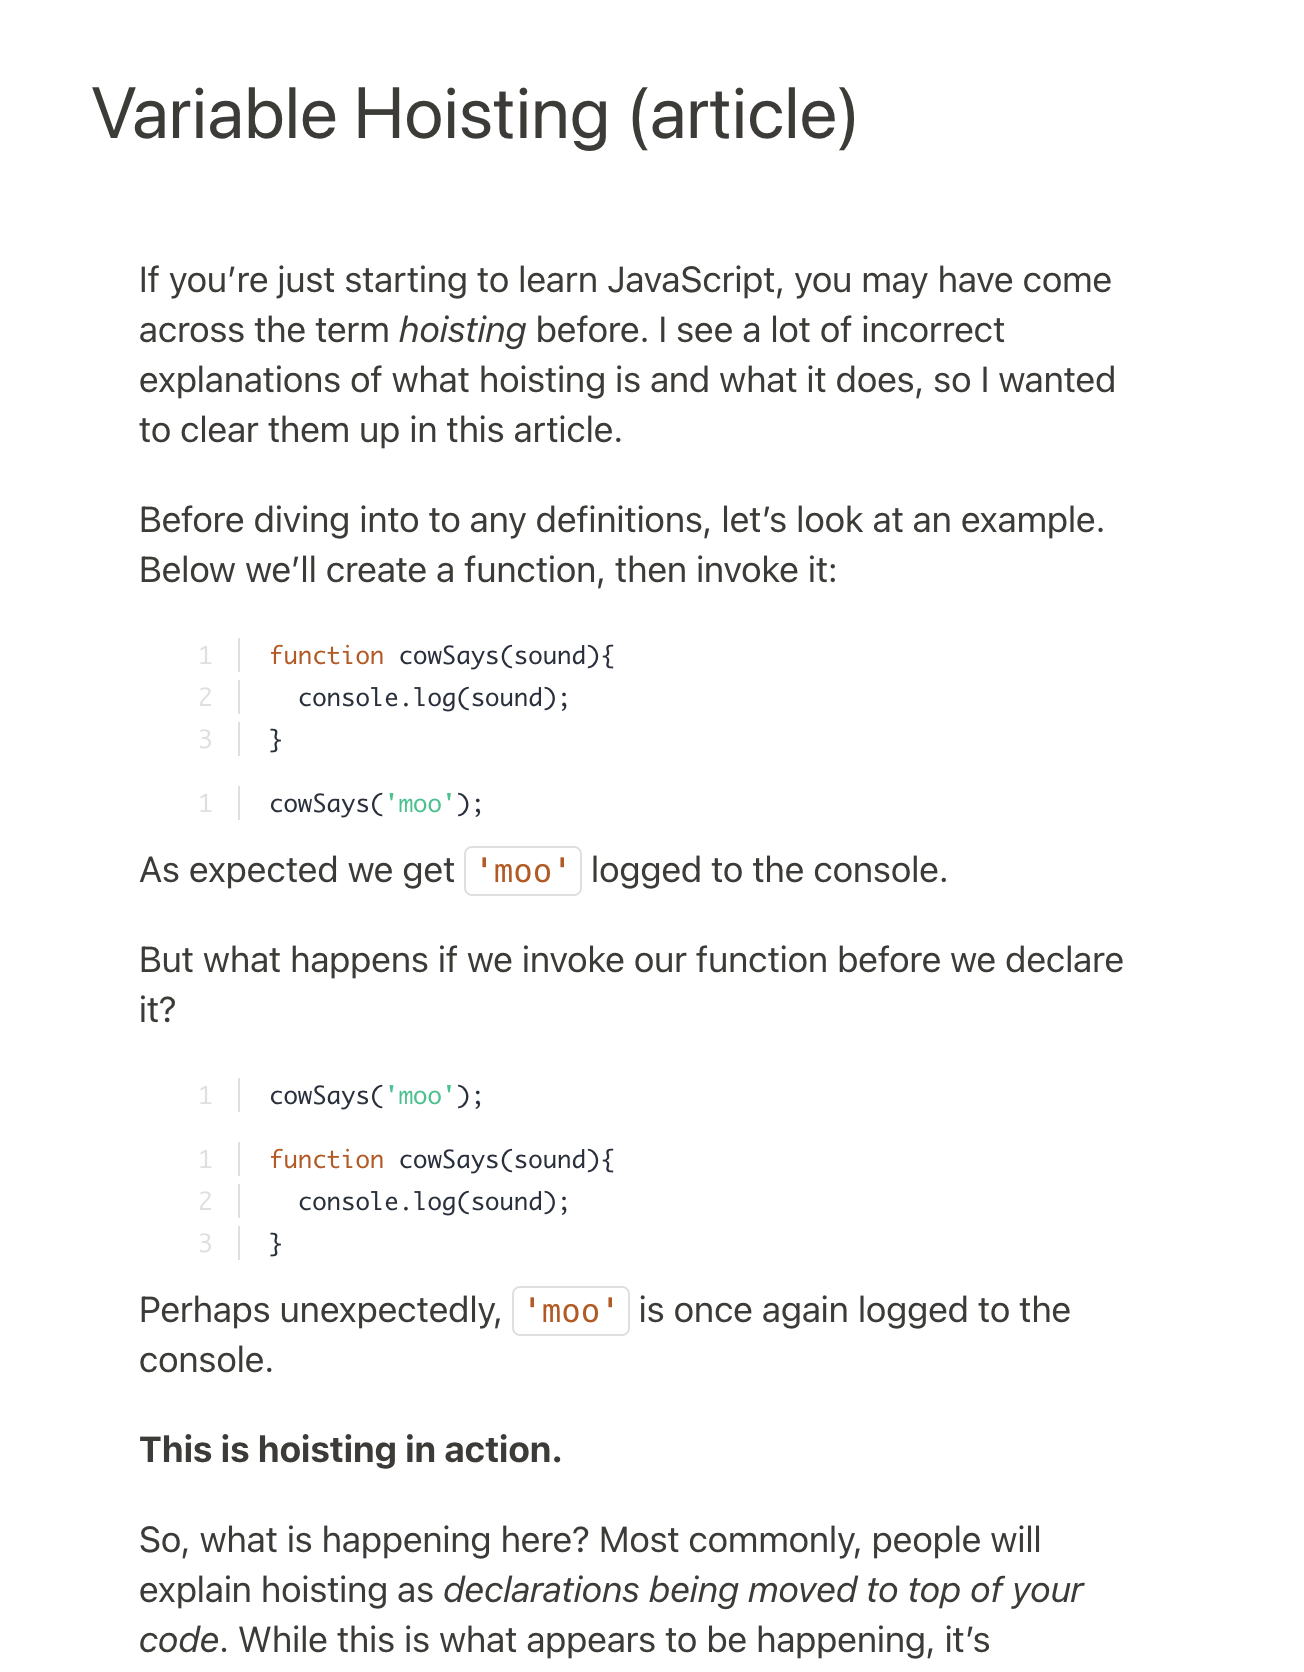 Variable Hoisting (article)
If you’re just starting to learn JavaScript, you may have come
across the term hoisting before. I see a lot of incorrect
explanations of what hoisting is and what it does, so I wanted
to clear them up in this article.
Before diving into to any definitions, let’s look at an example.
Below we’ll create a function, then invoke it:
1 function cowSays(sound){
2   console.log(sound);
3 }
1 cowSays('moo');
As expected we get 'moo' logged to the console.
But what happens if we invoke our function before we declare
it?
1 cowSays('moo');
1 function cowSays(sound){
2   console.log(sound);
3 }
Perhaps unexpectedly, 'moo' is once again logged to the
console.
This is hoisting in action.
So, what is happening here? Most commonly, people will
explain hoisting as declarations being moved to top of your
code. While this is what appears to be happening, it’s